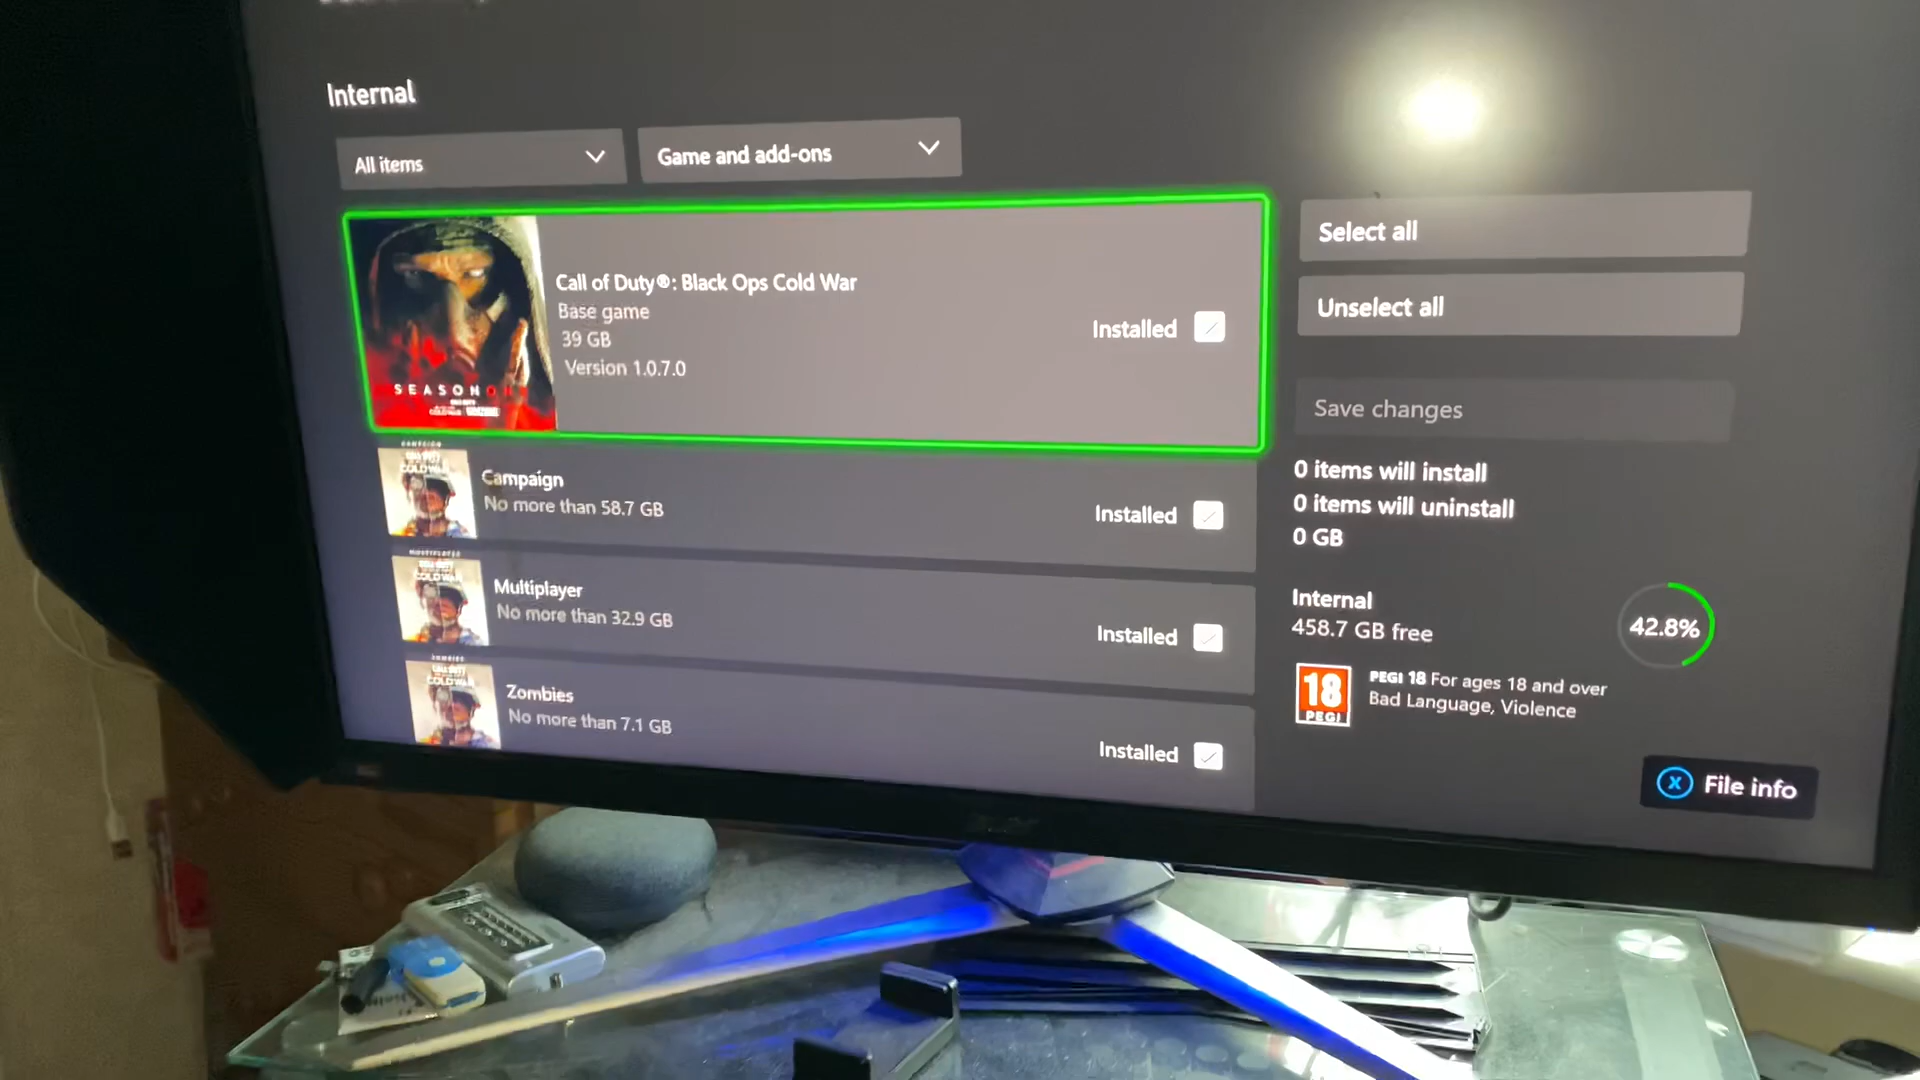 Internal
All items
Game and add-ons
Call of Duty®: Black Ops Cold War
Base game
39 GB
Version 1.0.7.0
Installed
SEASON
Campaign
No more than 58.7 GB
Installed
Multiplayer
No more than 32.9 GB
Installed
Zombies
No more than 7.1 GB
Installed
Select all
Unselect all
Save changes
0 items will install
0 items will uninstall
0 GB
Internal
458.7 GB free
42.8%
18
PEGI
PEGI 18 For ages 18 and over
Bad Language, Violence
X File info